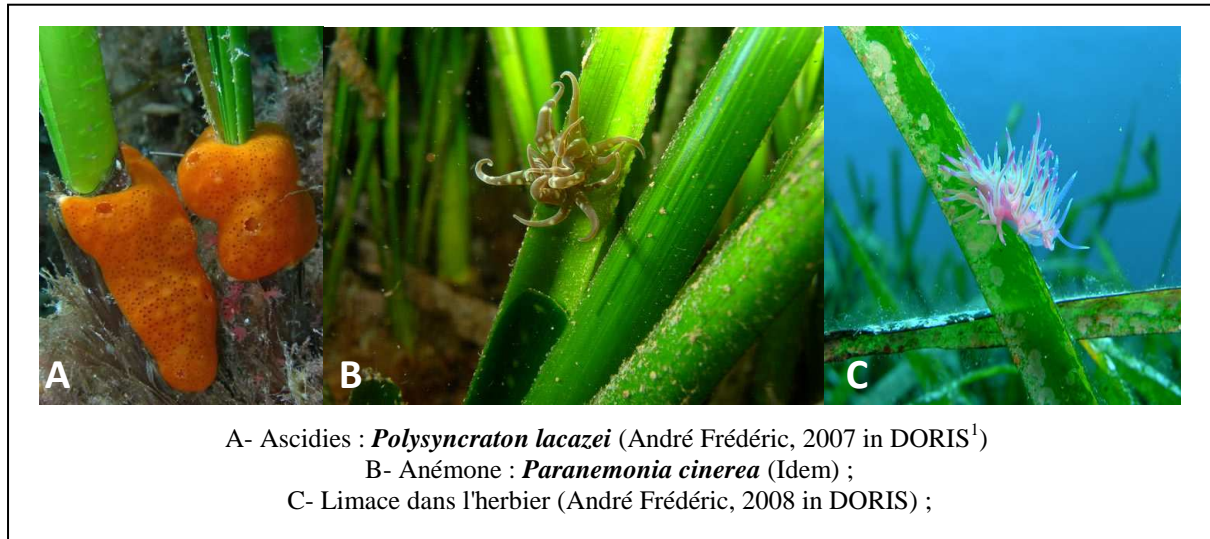 A
B
C
A- Ascidies : Polysyncraton lacazei (André Frédéric, 2007 in DORIS1)
B- Anémone : Paranemonia cinerea (Idem) ;
C- Limace dans l'herbier (André Frédéric, 2008 in DORIS) ;